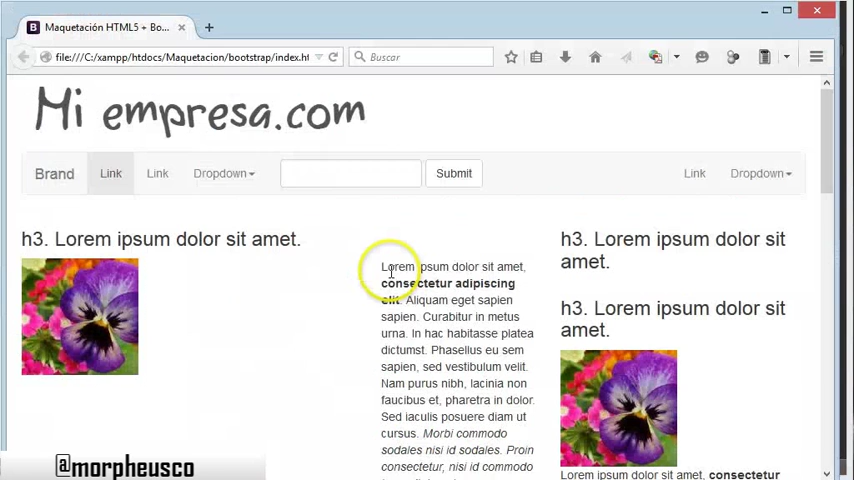 Maquetación HTML5 + Bo...
file:///C:/xampp/htdocs/Maquetacion/bootstrap/index.ht
Buscar
Mi empresa.com
Brand Link Link Dropdown Submit Link Dropdown
h3. Lorem ipsum dolor sit amet.
Lorem ipsum dolor sit amet,
consectetur adipiscing
elit. Aliquam eget sapien
sapien. Curabitur in metus
urna. In hac habitasse platea
dictumst. Phasellus eu sem
sapien, sed vestibulum velit.
Nam purus nibh, lacinia non
faucibus et, pharetra in dolor.
Sed iaculis posuere diam ut
cursus. Morbi commodo
sodales nisi id sodales. Proin
consectetur, nisi id commodo
h3. Lorem ipsum dolor sit
amet.
h3. Lorem ipsum dolor sit
amet.
Lorem ipsum dolor sit amet, consectetur
@morpheusco